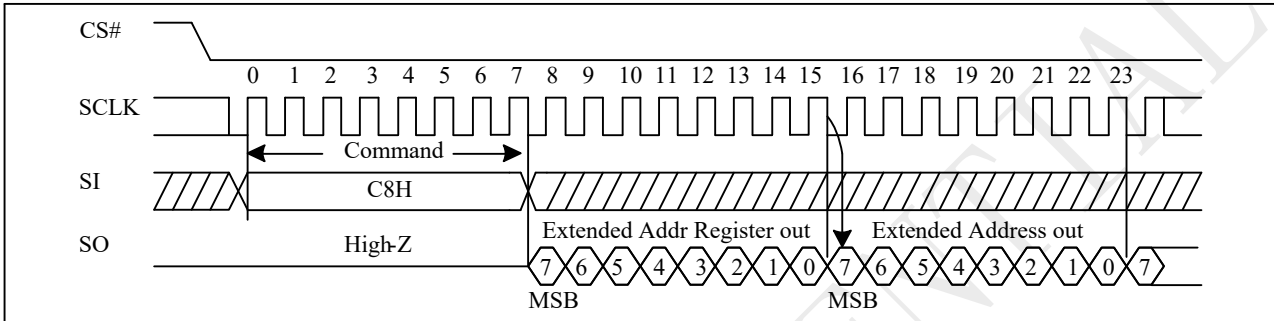 CS#
0 1 2 3 4 5 6 7 8 9 10 11 12 13 14 15 16 17 18 19 20 21 22 23
SCLK
Command
SI
C8H
SO
High-Z
Extended Addr Register out
Extended Address out
7 6 5 4 3 2 1 0 7 6 5 4 3 2 1 0 7
MSB
MSB
ENTIAL